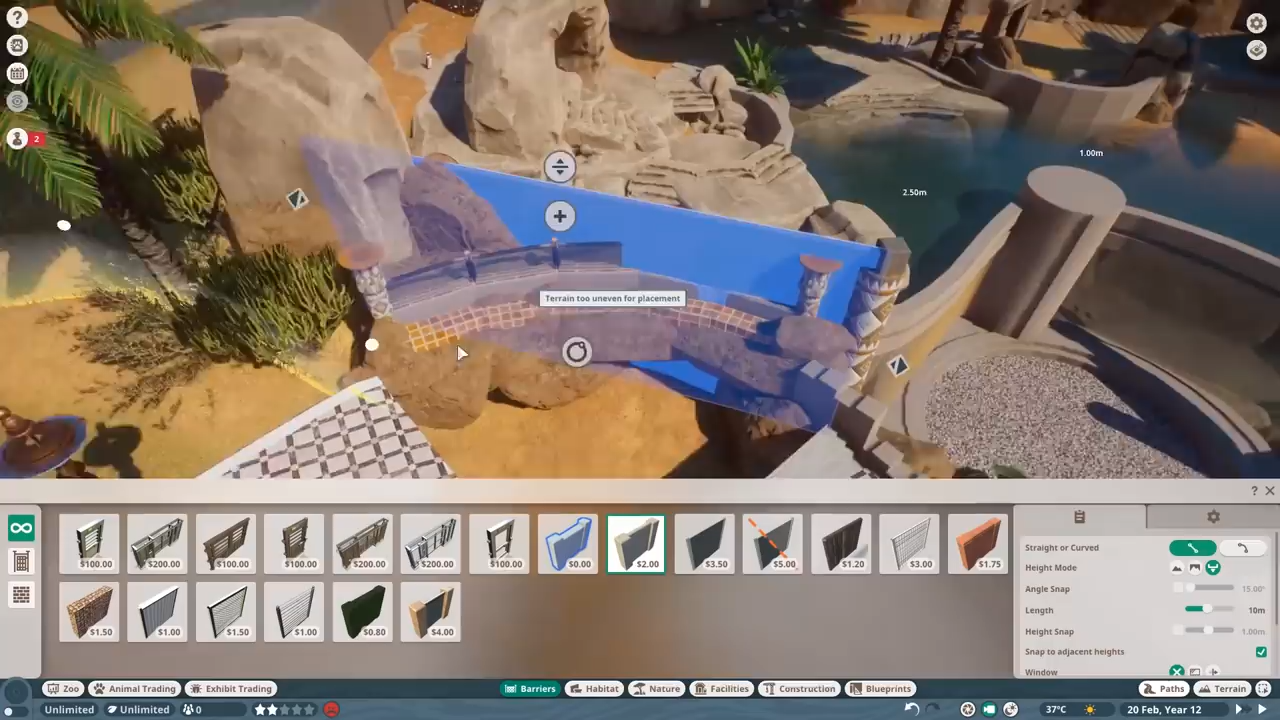 ?
2
1.00m
2.50m
Terrain too uneven for placement
?
$100.00 $200.00 $100.00 $100.00 $200.00 $200.00 $100.00 $0.00 $2.00 $3.50 $5.00 $1.20 $3.00 $1.75
$1.50 $1.00 $1.50 $1.00 $0.80 $4.00
Straight or Curved
Height Mode
Angle Snap 15.00°
Length 10m
Height Snap 1.00m
Snap to adjacent heights
Window
Zoo Animal Trading Exhibit Trading Barriers Habitat Nature Facilities Construction Blueprints Paths Terrain
Unlimited Unlimited 0 37°C 20 Feb, Year 12